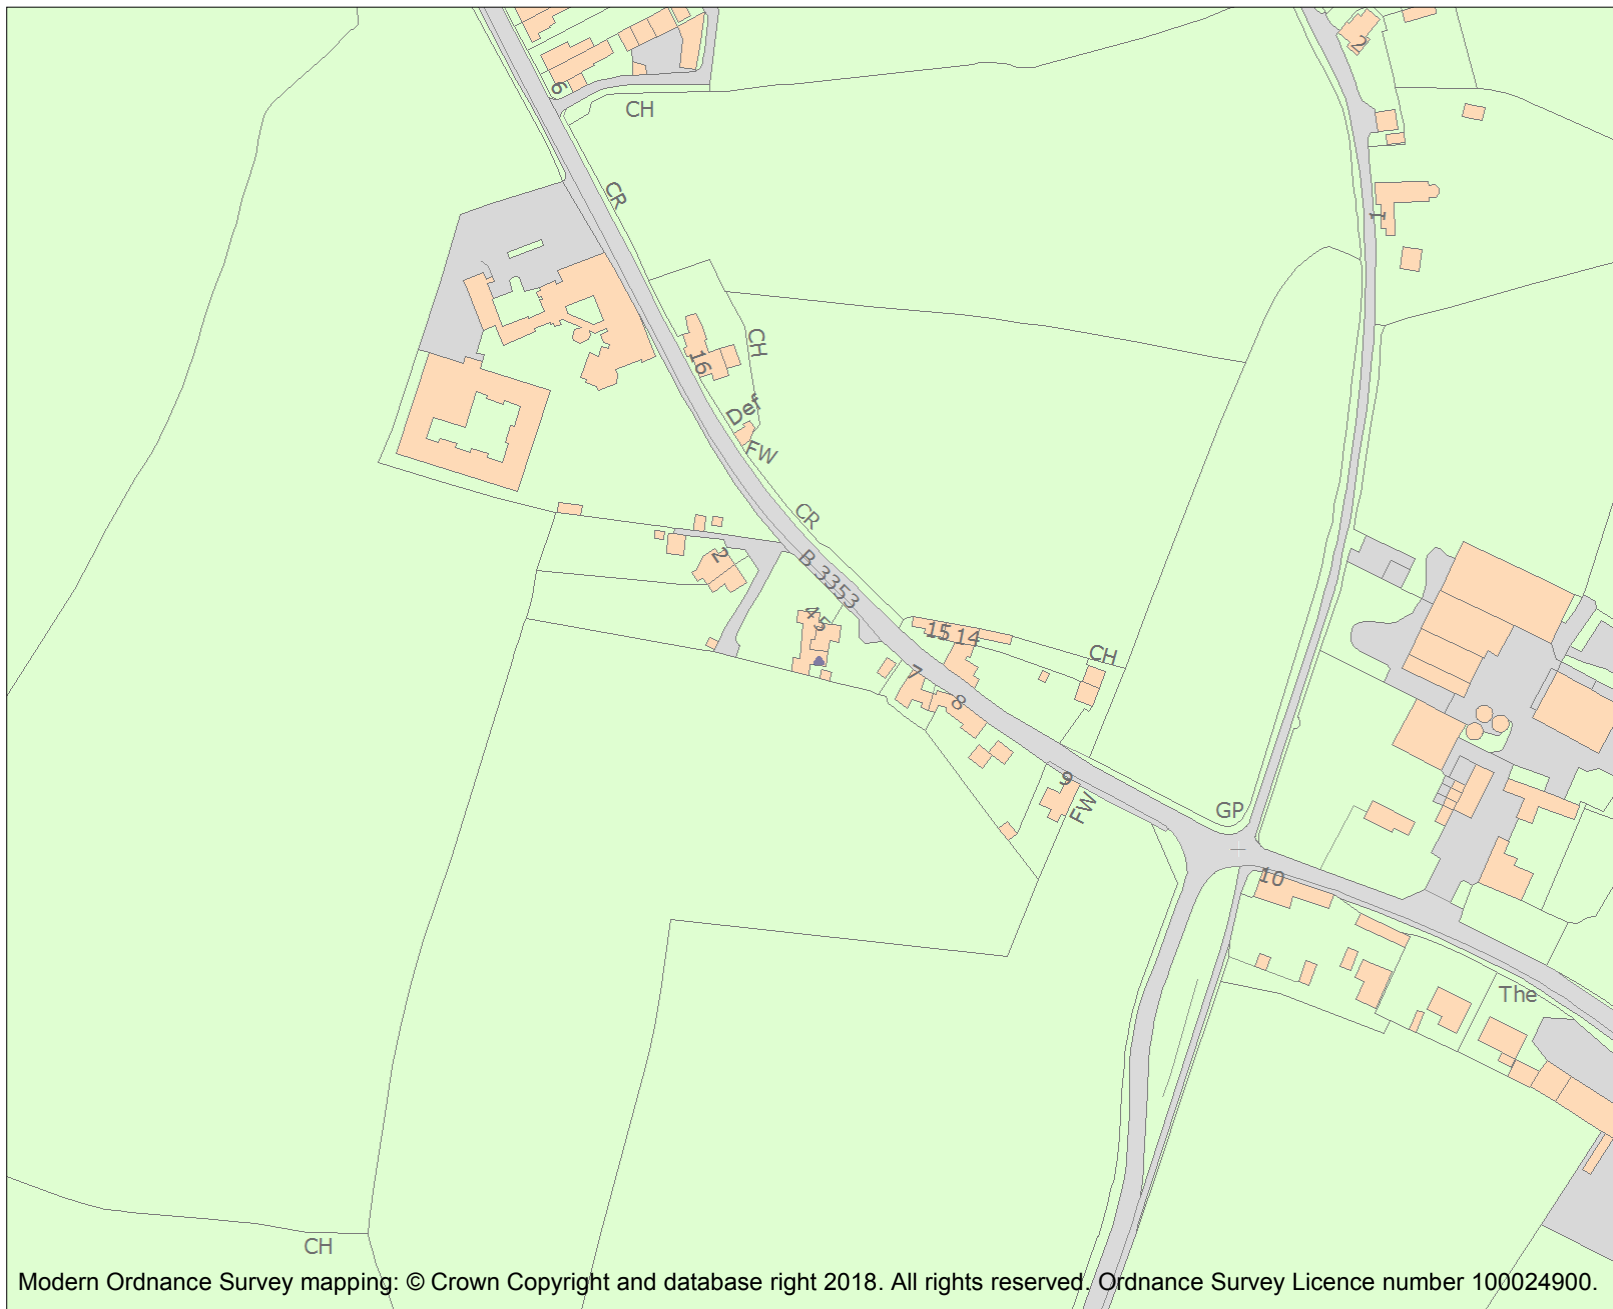 2
6
CH
CR
1
CH
16
Def
FW
CR
2
B 3353
4
5
15 14
CH
7
8
9
FW
GP
10
The
CH
Modern Ordnance Survey mapping: © Crown Copyright and database right 2018. All rights reserved. Ordnance Survey Licence number 100024900.